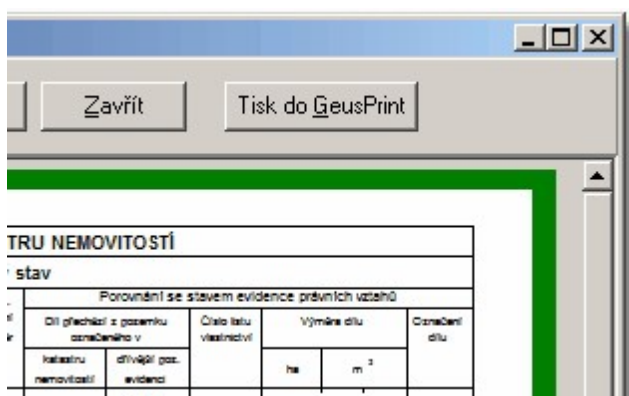 Zavřít Tisk do GeusPrint
TRU NEMOVITOSTÍ
stav
Porovnání se stavem evidence právních vztahů
Díl přechází z pozemku Číslo listu Výměra dílu Označení
označeného v vlastnictví dílu
katastru dřívější poz. ha m 2
nemovitostí evidenci